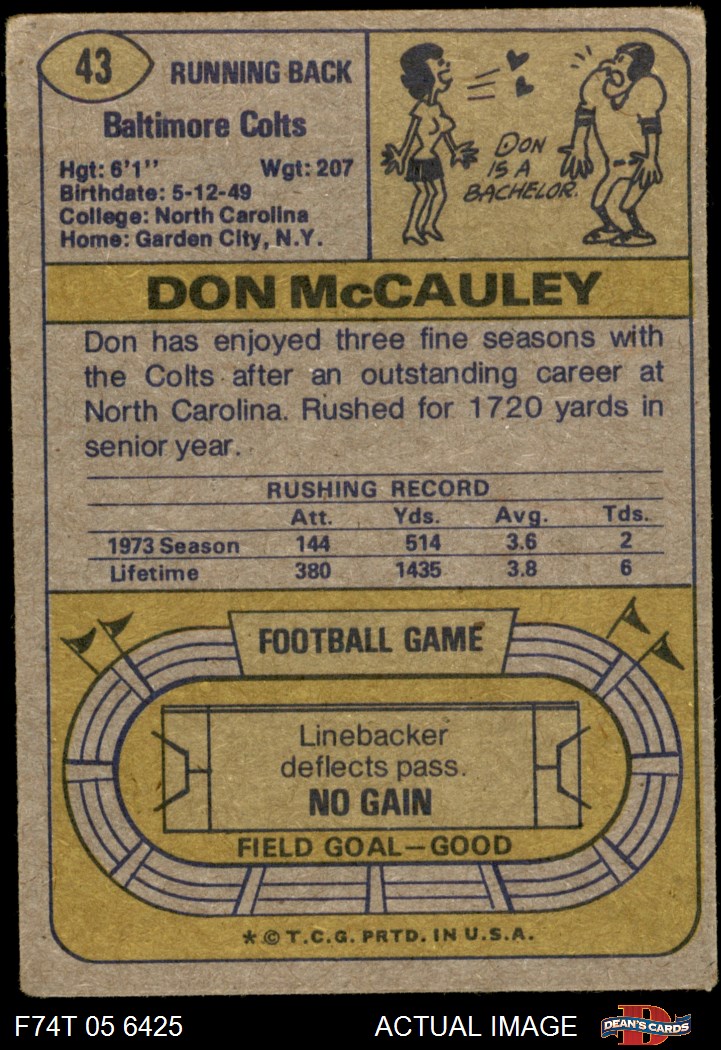 43
RUNNING BACK
Baltimore Colts
Hgt: 6'1" Wgt: 207
Birthdate: 5-12-49
College: North Carolina
Home: Garden City, N.Y.
DON
IS A
BACHELOR.
DON McCAULEY
Don has enjoyed three fine seasons with
the Colts after an outstanding career at
North Carolina. Rushed for 1720 yards in
senior year.
RUSHING RECORD
Att. Yds. Avg. Tds.
1973 Season 144 514 3.6 2
Lifetime 380 1435 3.8 6
FOOTBALL GAME
Linebacker
deflects pass.
NO GAIN
FIELD GOAL—GOOD
* © T.C.G. PRTD. IN U.S.A.
F74T 05 6425 ACTUAL IMAGE D DEAN'S CARDS